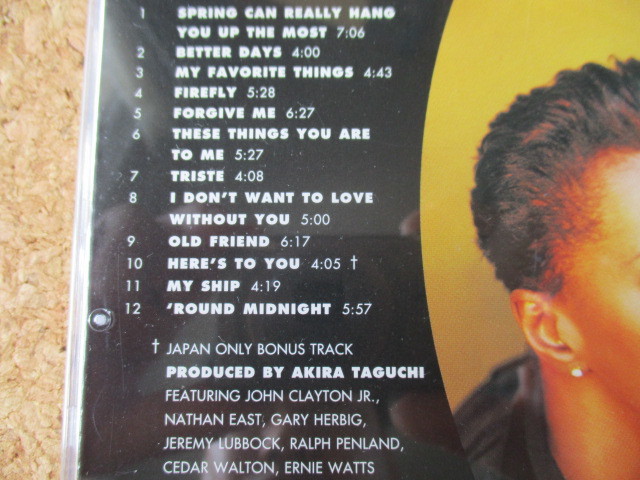 1 SPRING CAN REALLY HANG
YOU UP THE MOST 7:06
2 BETTER DAYS 4:00
3 MY FAVORITE THINGS 4:43
4 FIREFLY 5:28
5 FORGIVE ME 6:27
6 THESE THINGS YOU ARE
TO ME 5:27
7 TRISTE 4:08
8 I DON'T WANT TO LOVE
WITHOUT YOU 5:00
9 OLD FRIEND 6:17
10 HERE'S TO YOU 4:05 †
11 MY SHIP 4:19
12 'ROUND MIDNIGHT 5:57
† JAPAN ONLY BONUS TRACK
PRODUCED BY AKIRA TAGUCHI
FEATURING JOHN CLAYTON JR.,
NATHAN EAST, GARY HERBIG,
JEREMY LUBBOCK, RALPH PENLAND,
CEDAR WALTON, ERNIE WATTS